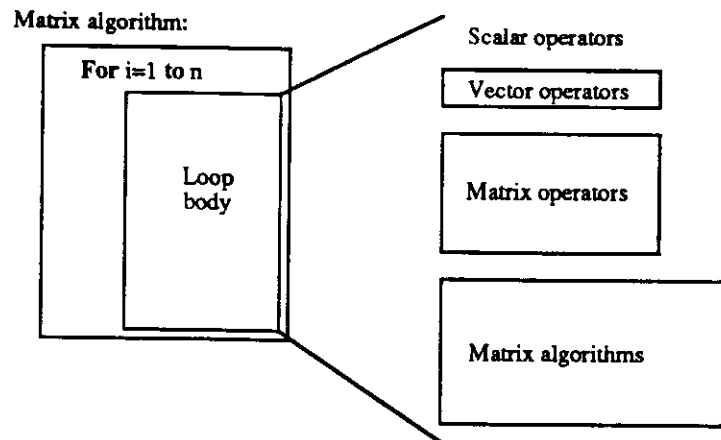 Matrix algorithm:
For i=1 to n
Loop
body
Scalar operators
Vector operators
Matrix operators
Matrix algorithms